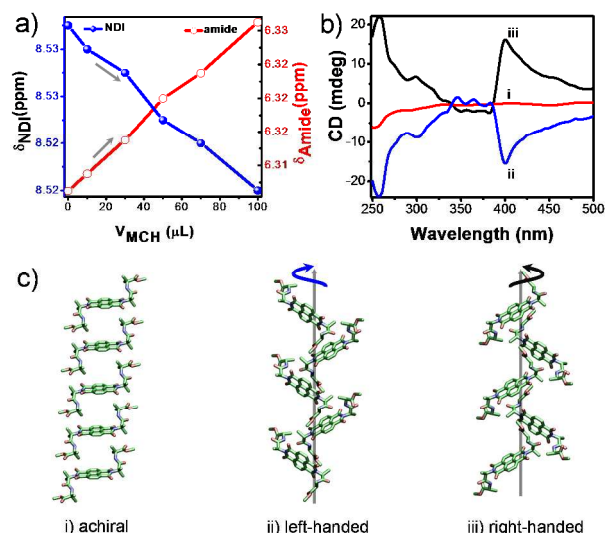 a)
NDI
amide
8.53
8.53
8.52
8.52
δNDI(ppm)
6.33
6.32
6.32
6.31
δAmide(ppm)
0 20 40 60 80 100
VMCH (μL)
b)
20
10
0
-10
-20
CD (mdeg)
iii
i
ii
250 300 350 400 450 500
Wavelength (nm)
c)
i) achiral
ii) left-handed
iii) right-handed